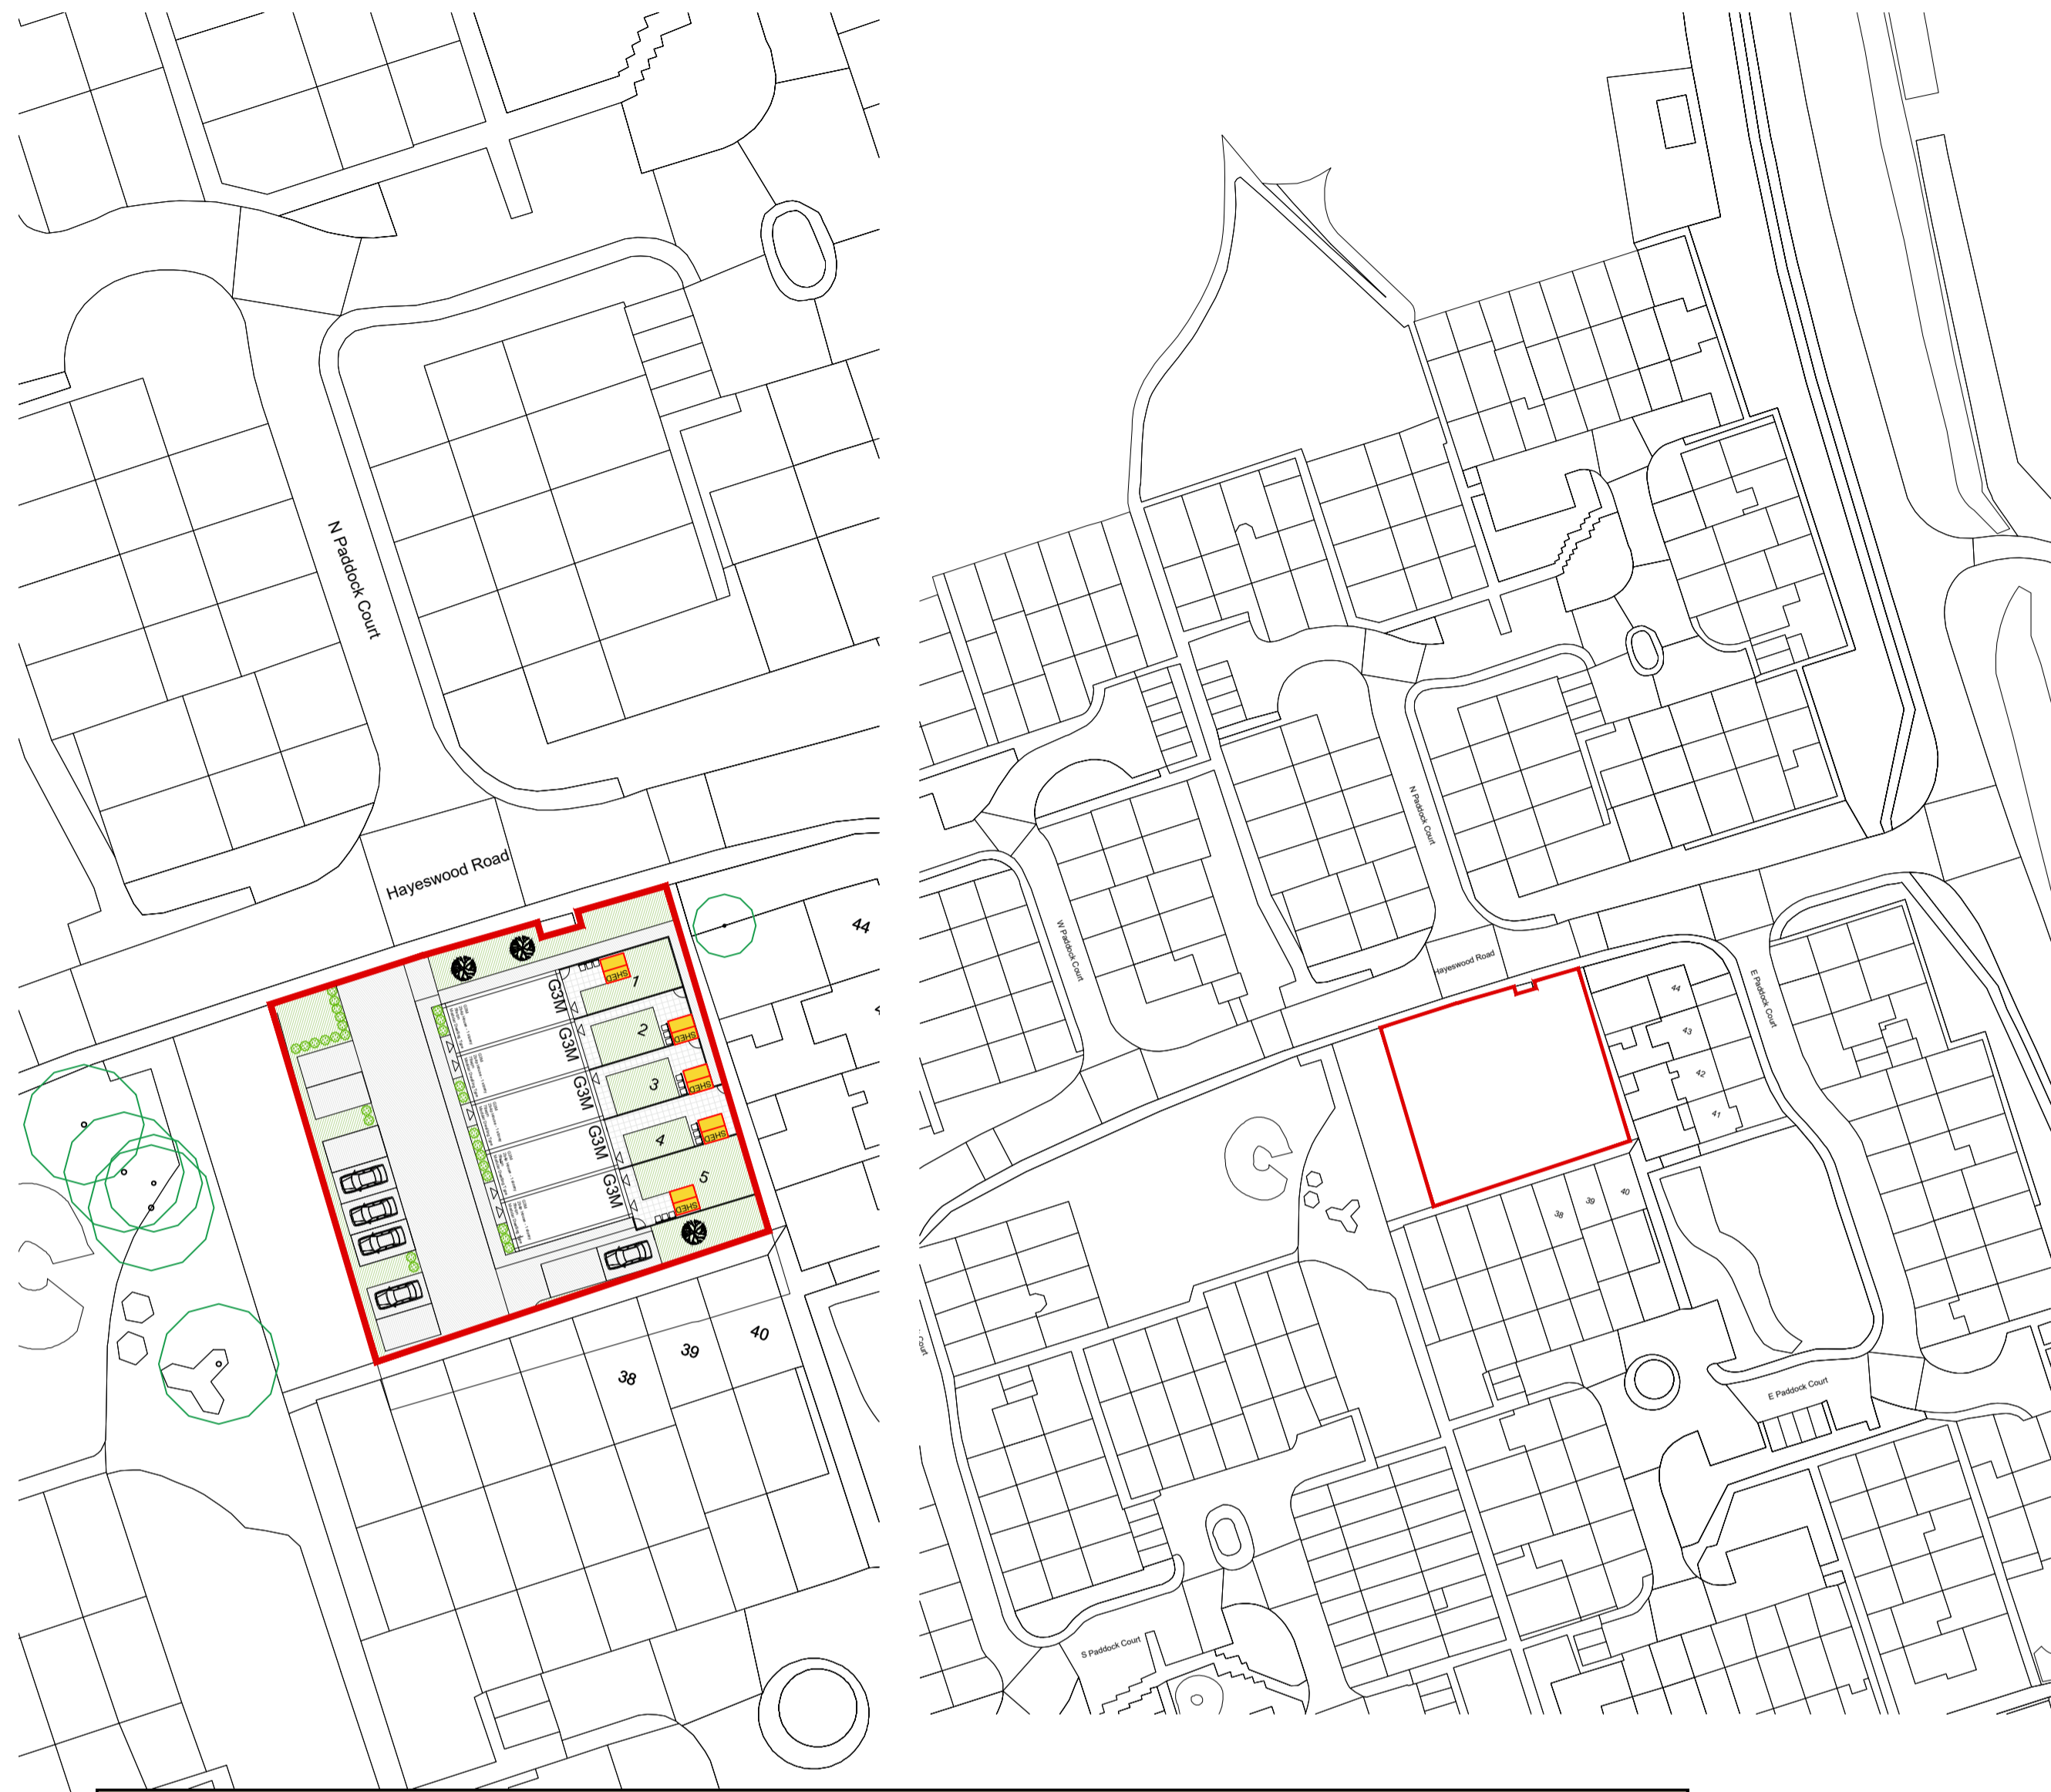 N Paddock Court
Hayeswood Road
44
G3M
G3M
G3M
G3M
G3M
SHED
1
2
SHED
3
SHED
4
SHED
5
SHED
38
39
40
N Paddock Court
W Paddock Court
Hayeswood Road
E Paddock Court
44
43
42
41
40
39
38
E Paddock Court
S Paddock Court